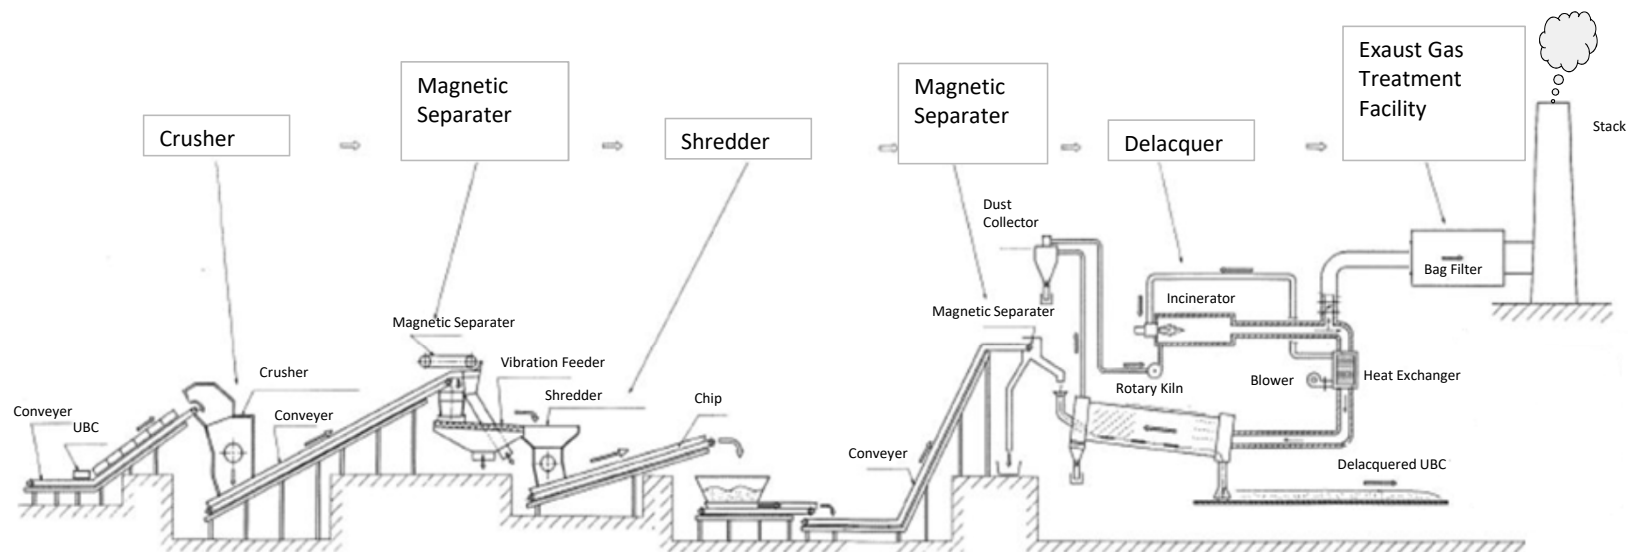 Crusher
Magnetic
Separater
Shredder
Magnetic
Separater
Delacquer
Exaust Gas
Treatment
Facility
Stack
Dust
Collector
Bag Filter
Incinerator
Magnetic Separater
Magnetic Separater
Vibration Feeder
Crusher
Shredder
Chip
Rotary Kiln
Blower
Heat Exchanger
Conveyer
UBC
Conveyer
Conveyer
Delacquered UBC